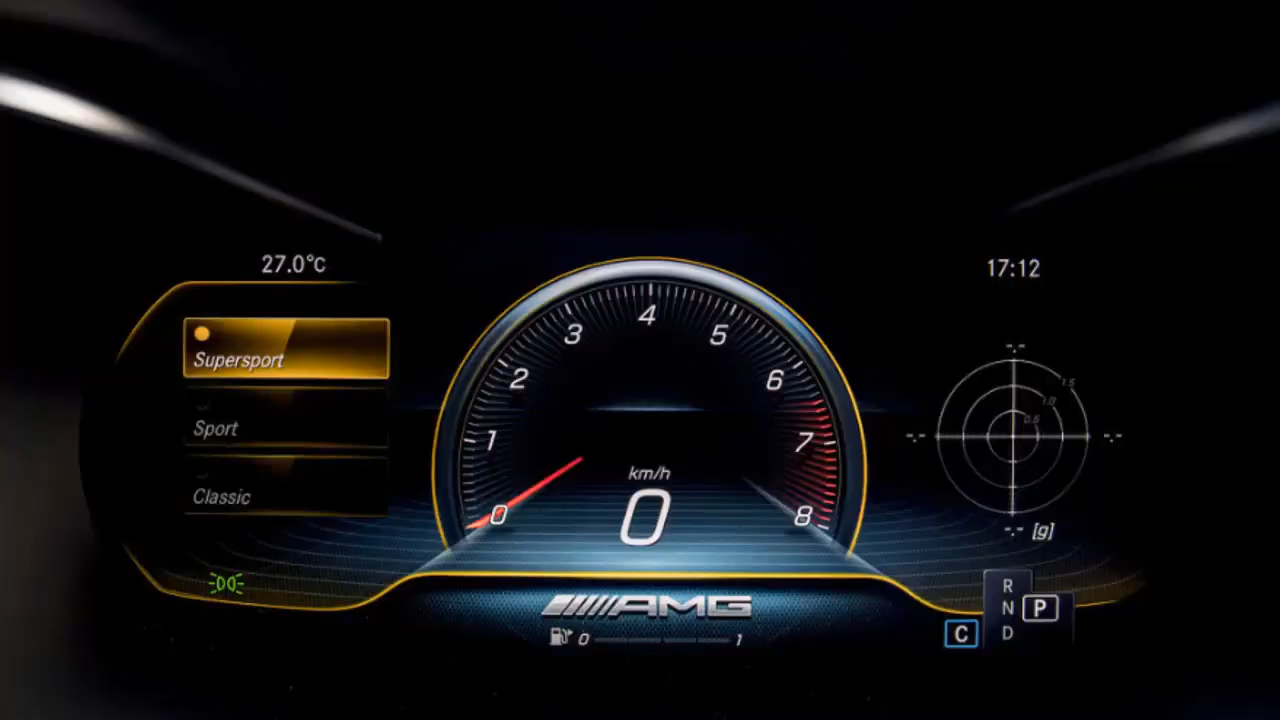 27.0°C
17:12
Supersport
Sport
Classic
0
1
2
3
4
5
6
7
8
km/h
0
1.5
1.0
0.5
-.-
-.-
-.-
-.- [g]
AMG
0 1
R
N
D
P
C